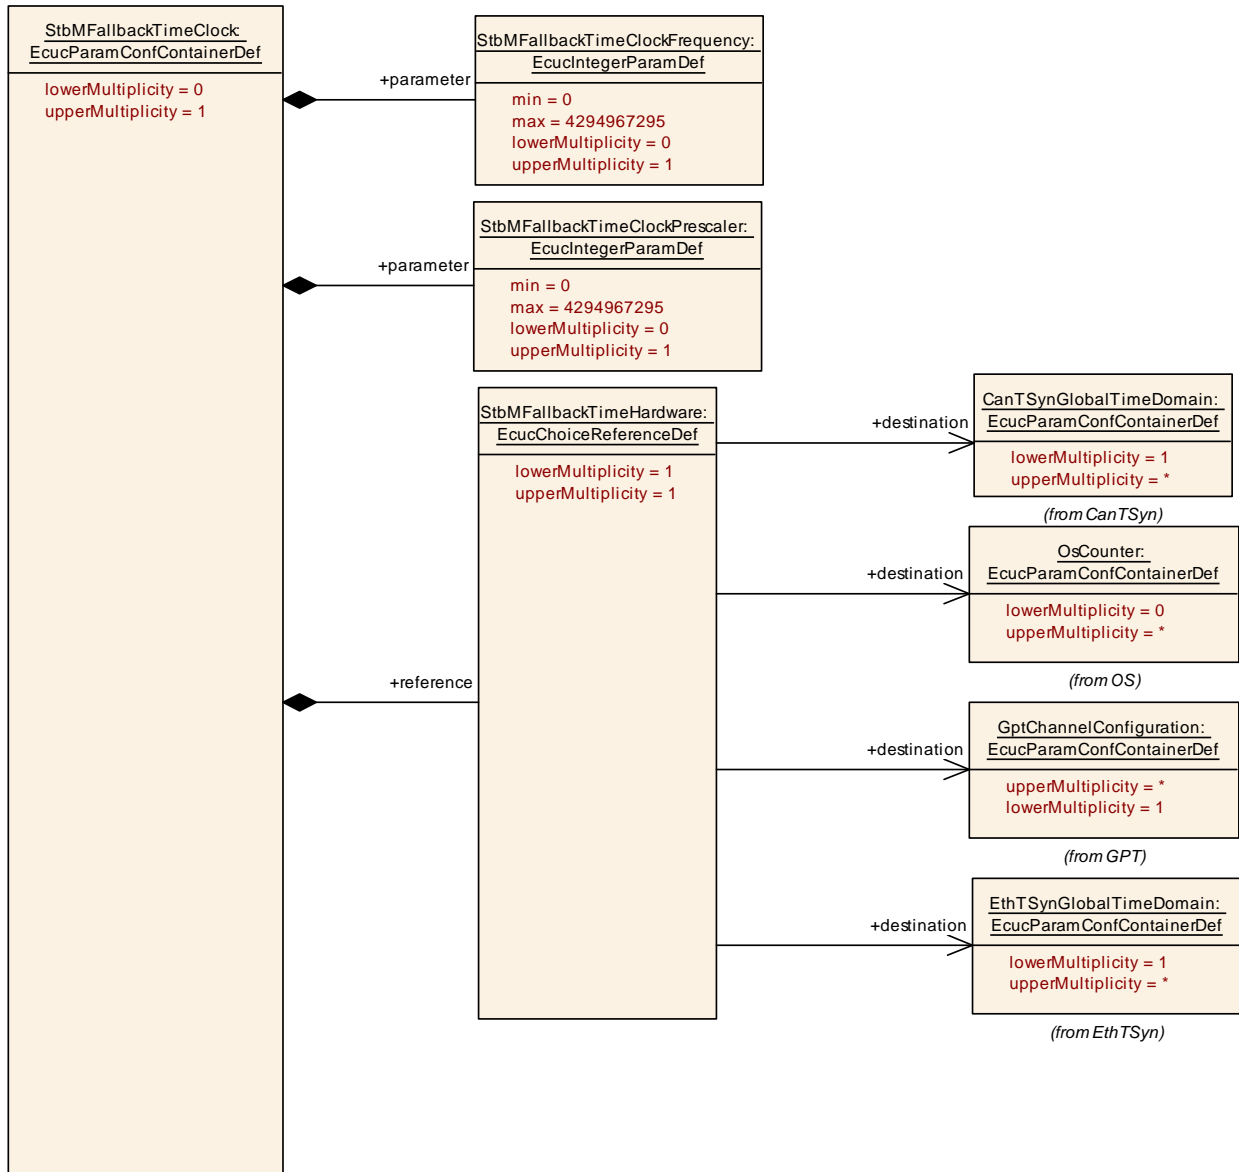 StbMFallbackTimeClock:
EcucParamConfContainerDef
lowerMultiplicity = 0
upperMultiplicity = 1
+parameter
StbMFallbackTimeClockFrequency:
EcucIntegerParamDef
min = 0
max = 4294967295
lowerMultiplicity = 0
upperMultiplicity = 1
+parameter
StbMFallbackTimeClockPrescaler:
EcucIntegerParamDef
min = 0
max = 4294967295
lowerMultiplicity = 0
upperMultiplicity = 1
+reference
StbMFallbackTimeHardware:
EcucChoiceReferenceDef
lowerMultiplicity = 1
upperMultiplicity = 1
+destination
CanTSynGlobalTimeDomain:
EcucParamConfContainerDef
lowerMultiplicity = 1
upperMultiplicity = *
(from CanTSyn)
+destination
OsCounter:
EcucParamConfContainerDef
lowerMultiplicity = 0
upperMultiplicity = *
(from OS)
+destination
GptChannelConfiguration:
EcucParamConfContainerDef
upperMultiplicity = *
lowerMultiplicity = 1
(from GPT)
+destination
EthTSynGlobalTimeDomain:
EcucParamConfContainerDef
lowerMultiplicity = 1
upperMultiplicity = *
(from EthTSyn)